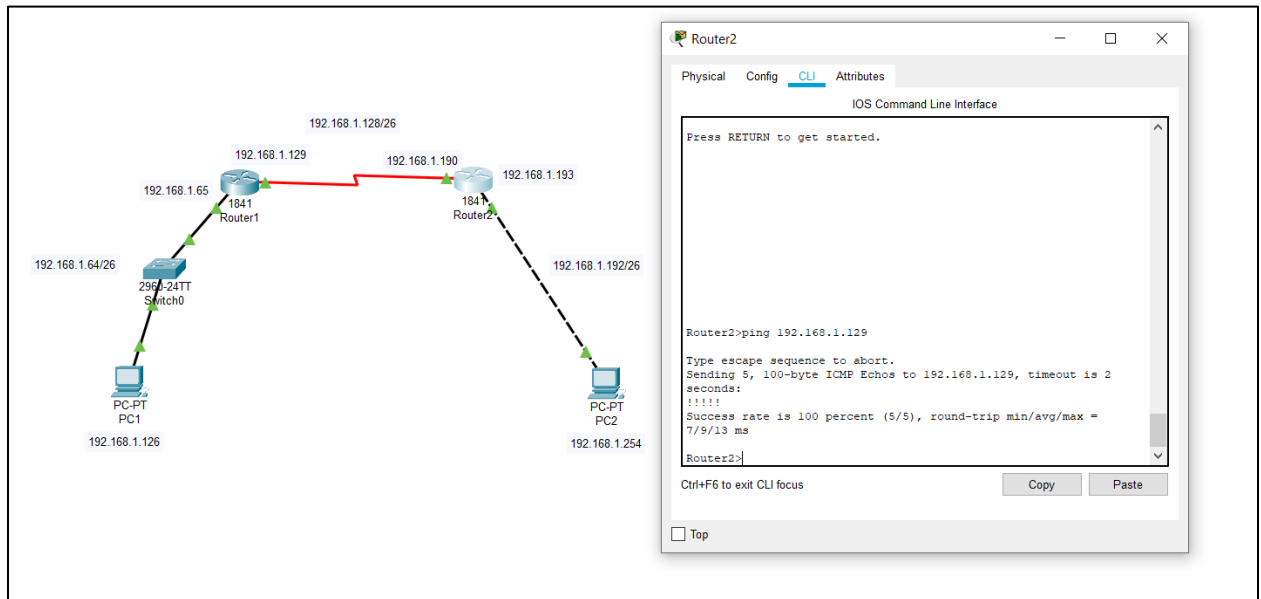 192.168.1.128/26
192.168.1.129
192.168.1.190
192.168.1.193
192.168.1.65
1841
Router1
1841
Router2
192.168.1.64/26
192.168.1.192/26
2960-24TT
Switch0
PC-PT
PC1
192.168.1.126
PC-PT
PC2
192.168.1.254
Router2
Physical Config CLI Attributes
IOS Command Line Interface
Press RETURN to get started.
Router2>ping 192.168.1.129
Type escape sequence to abort.
Sending 5, 100-byte ICMP Echos to 192.168.1.129, timeout is 2
seconds:
!!!!!
Success rate is 100 percent (5/5), round-trip min/avg/max =
7/9/13 ms
Router2>
Ctrl+F6 to exit CLI focus
Copy Paste
Top